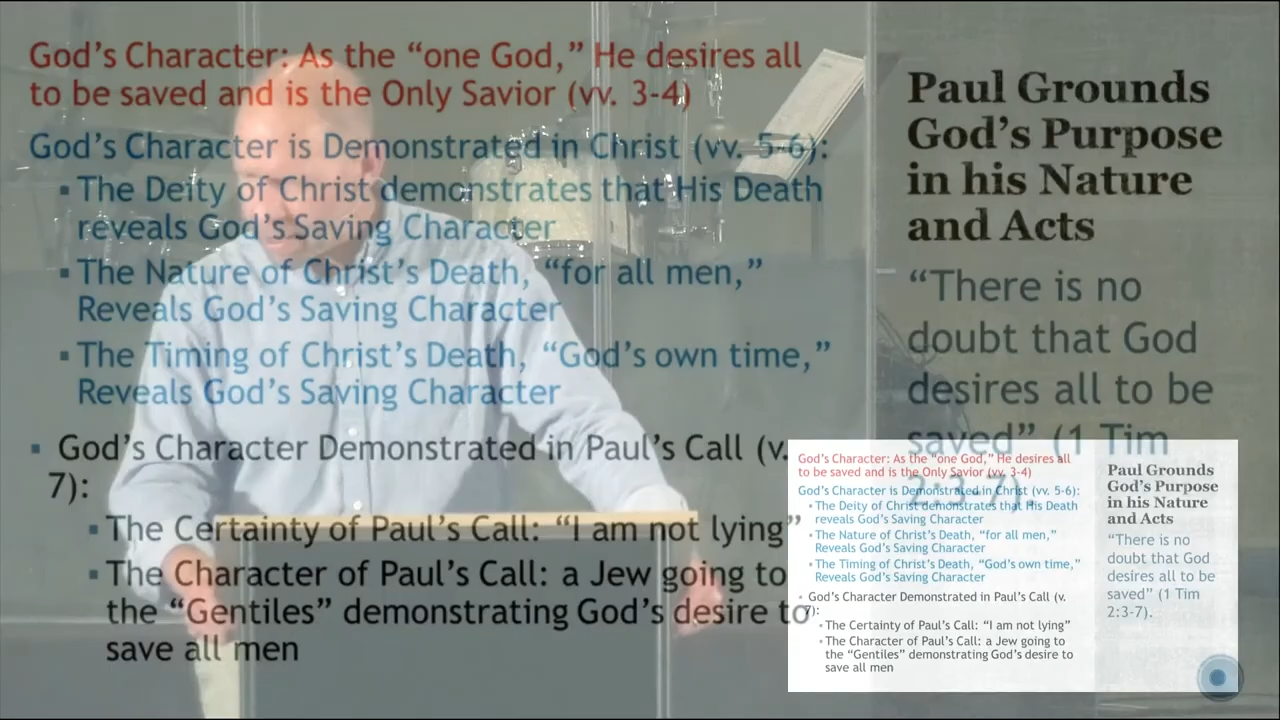 God's Character: As the “one God,” He desires all
to be saved and is the Only Savior (vv. 3-4)
God's Character is Demonstrated in Christ (vv. 5-6):
▪ The Deity of Christ demonstrates that His Death
reveals God's Saving Character
▪ The Nature of Christ's Death, “for all men,”
Reveals God's Saving Character
▪ The Timing of Christ's Death, “God's own time,”
Reveals God's Saving Character
▪ God's Character Demonstrated in Paul's Call (v.
7):
▪ The Certainty of Paul's Call: “I am not lying”
▪ The Character of Paul's Call: a Jew going to
the “Gentiles” demonstrating God's desire to
save all men
Paul Grounds
God's Purpose
in his Nature
and Acts
“There is no
doubt that God
desires all to be
saved” (1 Tim
2:3-7).
God's Character: As the “one God,” He desires all
to be saved and is the Only Savior (vv. 3-4)
God's Character is Demonstrated in Christ (vv. 5-6):
▪ The Deity of Christ demonstrates that His Death
reveals God's Saving Character
▪ The Nature of Christ's Death, “for all men,”
Reveals God's Saving Character
▪ The Timing of Christ's Death, “God's own time,”
Reveals God's Saving Character
▪ God's Character Demonstrated in Paul's Call (v.
7):
▪ The Certainty of Paul's Call: “I am not lying”
▪ The Character of Paul's Call: a Jew going to
the “Gentiles” demonstrating God's desire to
save all men
Paul Grounds
God's Purpose
in his Nature
and Acts
“There is no
doubt that God
desires all to be
saved” (1 Tim
2:3-7).